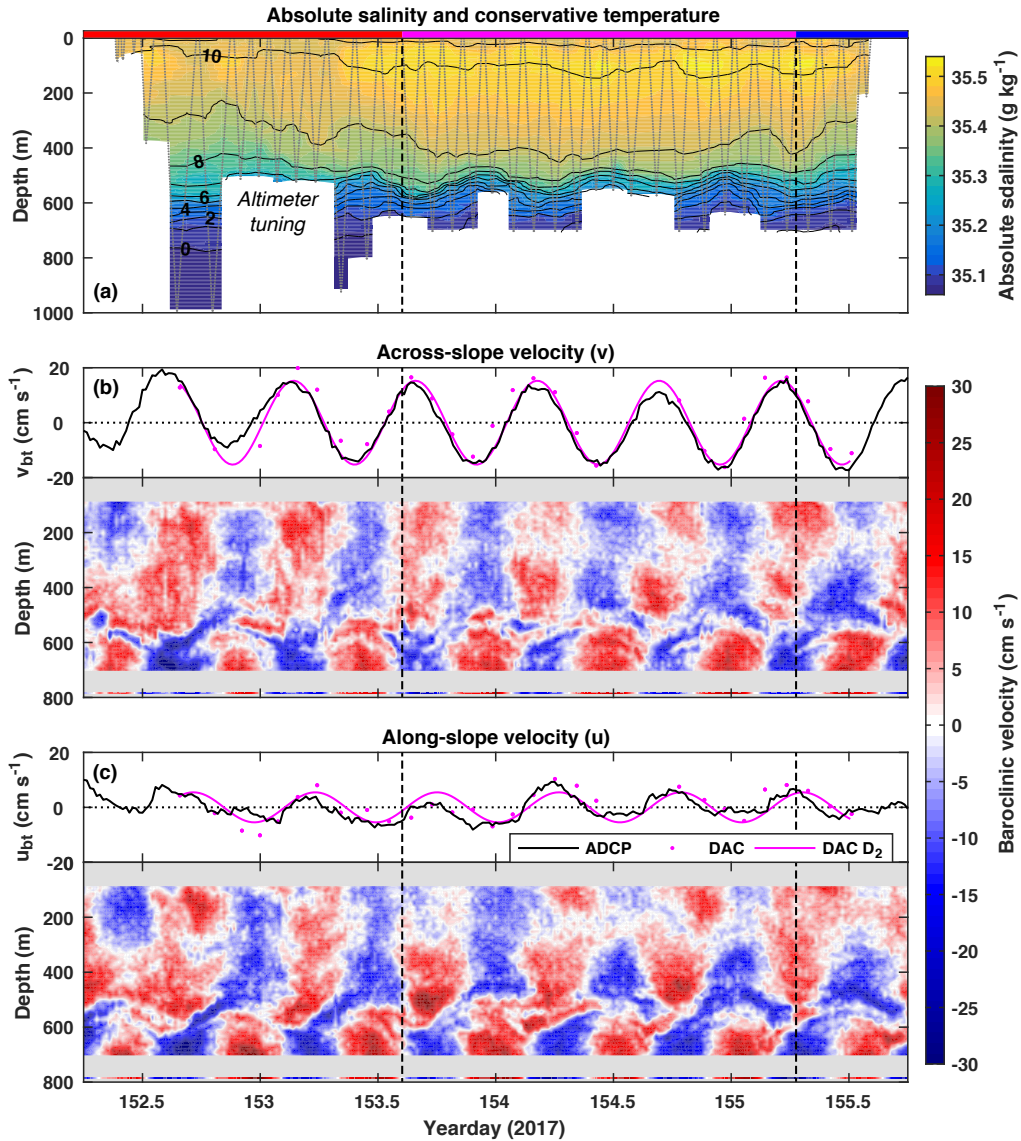 Absolute salinity and conservative temperature
0
200
400
600
800
1000
Depth (m)
10
8
6
4
2
0
Altimeter
tuning
(a)
35.5
35.4
35.3
35.2
35.1
Absolute sdalinity (g kg-1)
Across-slope velocity (v)
(b)
20
0
-20
vbt (cm s-1)
200
400
600
800
Depth (m)
Along-slope velocity (u)
(c)
20
0
-20
ubt (cm s-1)
ADCP DAC DAC D2
200
400
600
800
Depth (m)
152.5 153 153.5 154 154.5 155 155.5
Yearday (2017)
30
25
20
15
10
5
0
-5
-10
-15
-20
-25
-30
Baroclinic velocity (cm s-1)